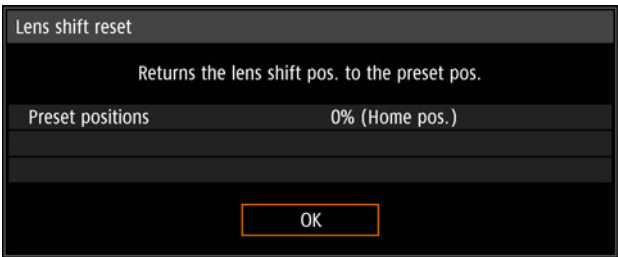 Lens shift reset
Returns the lens shift pos. to the preset pos.
Preset positions 0% (Home pos.)
OK